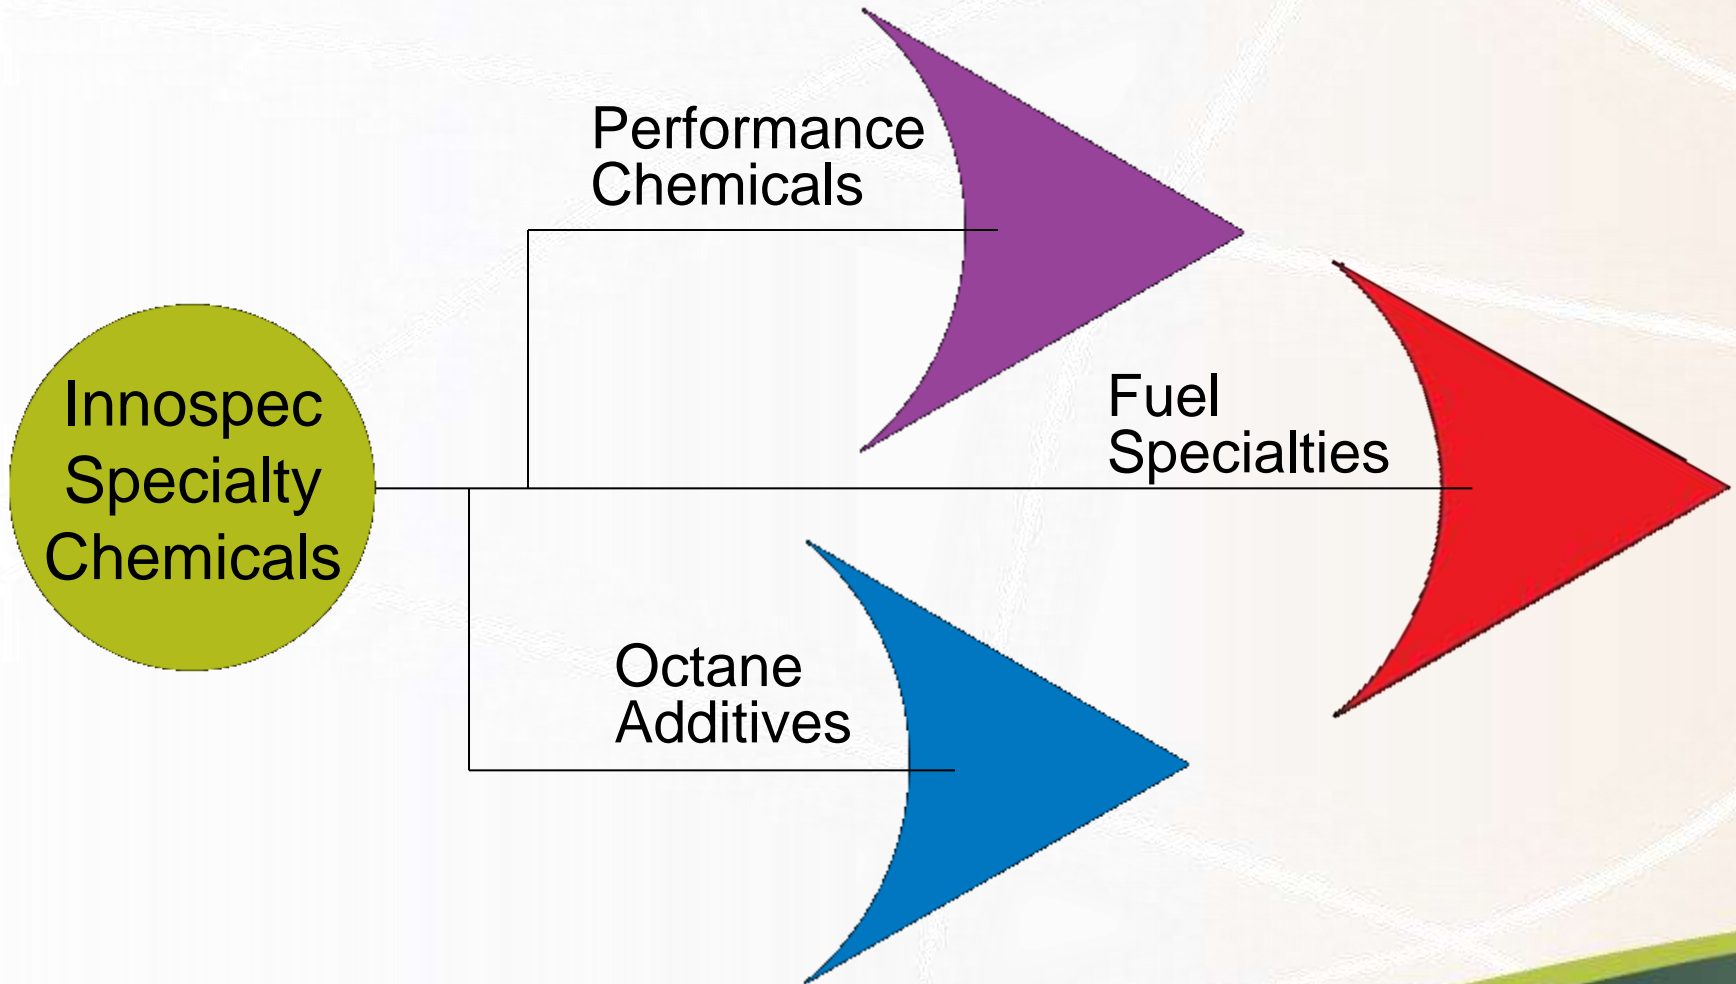 Performance
Chemicals
Innospec
Specialty
Chemicals
Fuel
Specialties
Octane
Additives